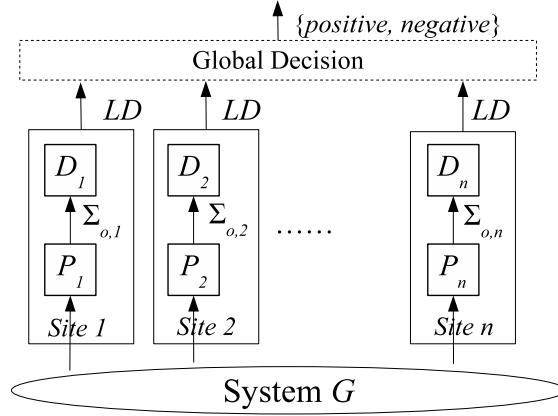 {positive, negative}
Global Decision
LD LD LD
D₁ D₂ Dₙ
Σₒ,₁ Σₒ,₂ ...... Σₒ,ₙ
P₁ P₂ Pₙ
Site 1 Site 2 Site n
System G